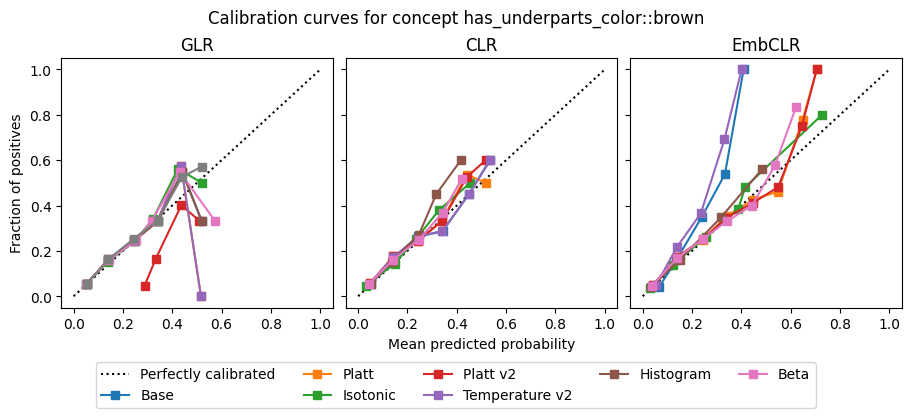 Calibration curves for concept has_underparts_color::brown
GLR
CLR
EmbCLR
Fraction of positives
1.0
0.8
0.6
0.4
0.2
0.0
0.0 0.2 0.4 0.6 0.8 1.0
0.0 0.2 0.4 0.6 0.8 1.0
0.0 0.2 0.4 0.6 0.8 1.0
Mean predicted probability
Perfectly calibrated
Base
Platt
Isotonic
Platt v2
Temperature v2
Histogram
Beta